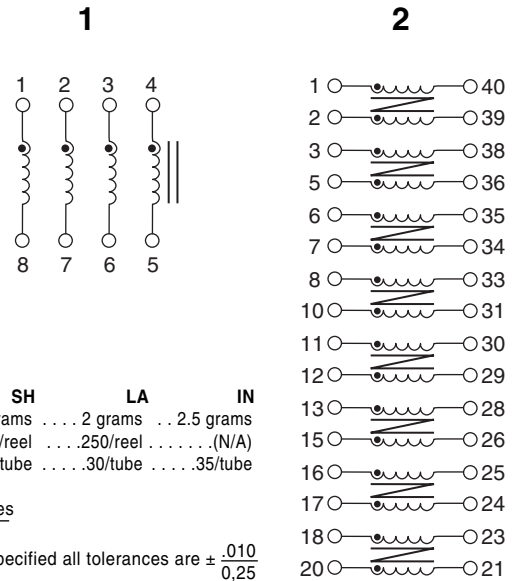 1
2
1 2 3 4
8 7 6 5
1 40
2 39
3 38
5 36
6 35
7 34
8 33
10 31
11 30
12 29
13 28
15 26
16 25
17 24
18 23
20 21
SH LA IN
. . . . 2 grams . . 2.5 grams
/reel . . . .250/reel . . . . . . .(N/A)
/tube . . . . .30/tube . . . . .35/tube
all tolerances are ± .010
0,25